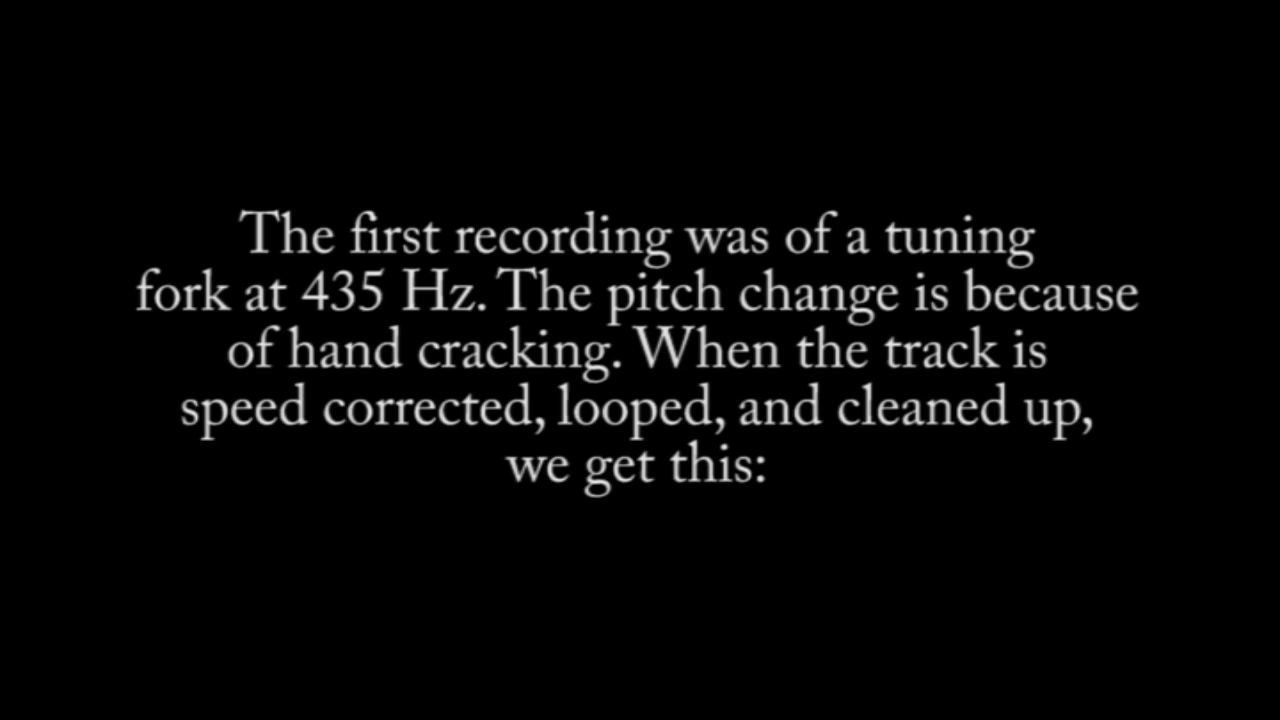 The first recording was of a tuning
fork at 435 Hz. The pitch change is because
of hand cracking. When the track is
speed corrected, looped, and cleaned up,
we get this: